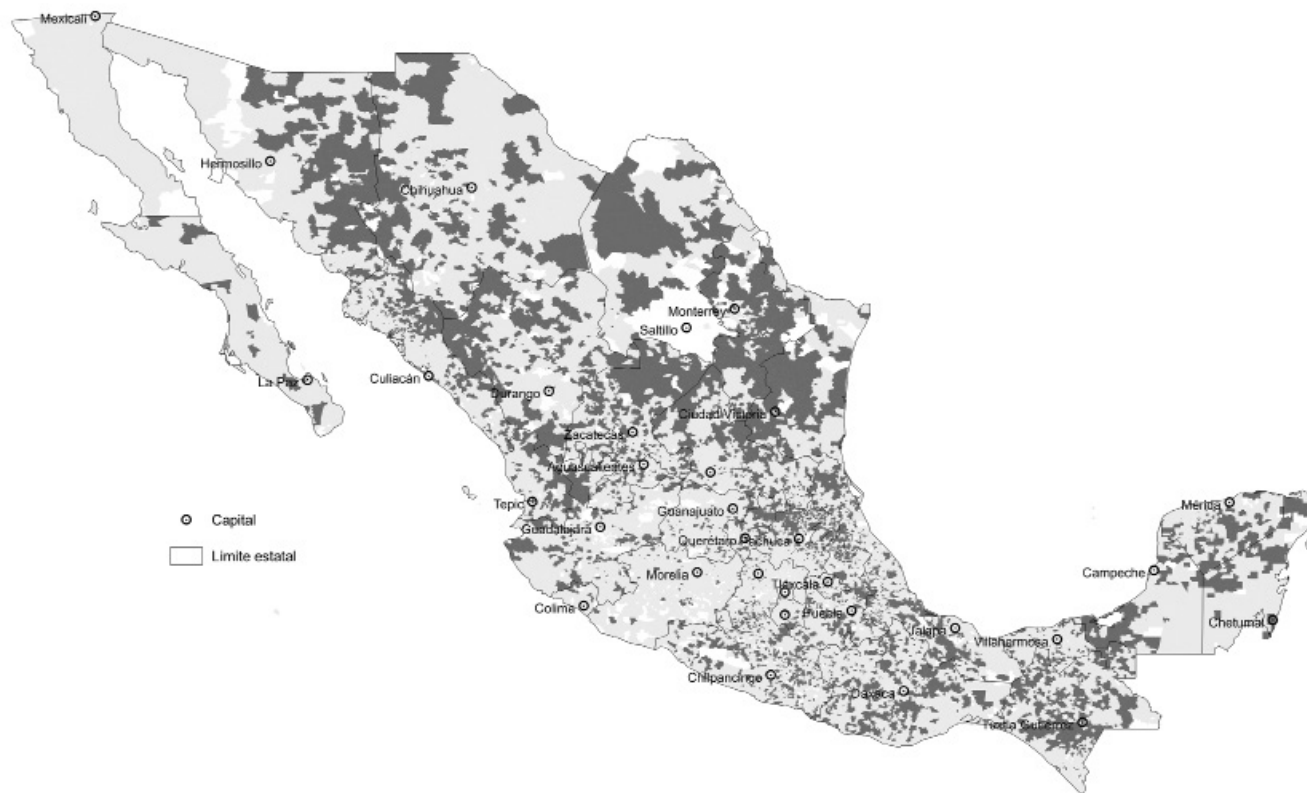 Mexicali
Hermosillo
Chihuahua
Monterrey
Saltillo
La Paz
Culiacán
Durango
Ciudad Victoria
Zacatecas
Aguascalientes
Tepic
Guanajuato
Mérida
Capital
Guadalajara
Querétaro
Pachuca
Límite estatal
Morelia
Tlaxcala
Campeche
Colima
Puebla
Chetumal
Jalapa
Villahermosa
Chilpancingo
Oaxaca
Tuxtla Gutiérrez